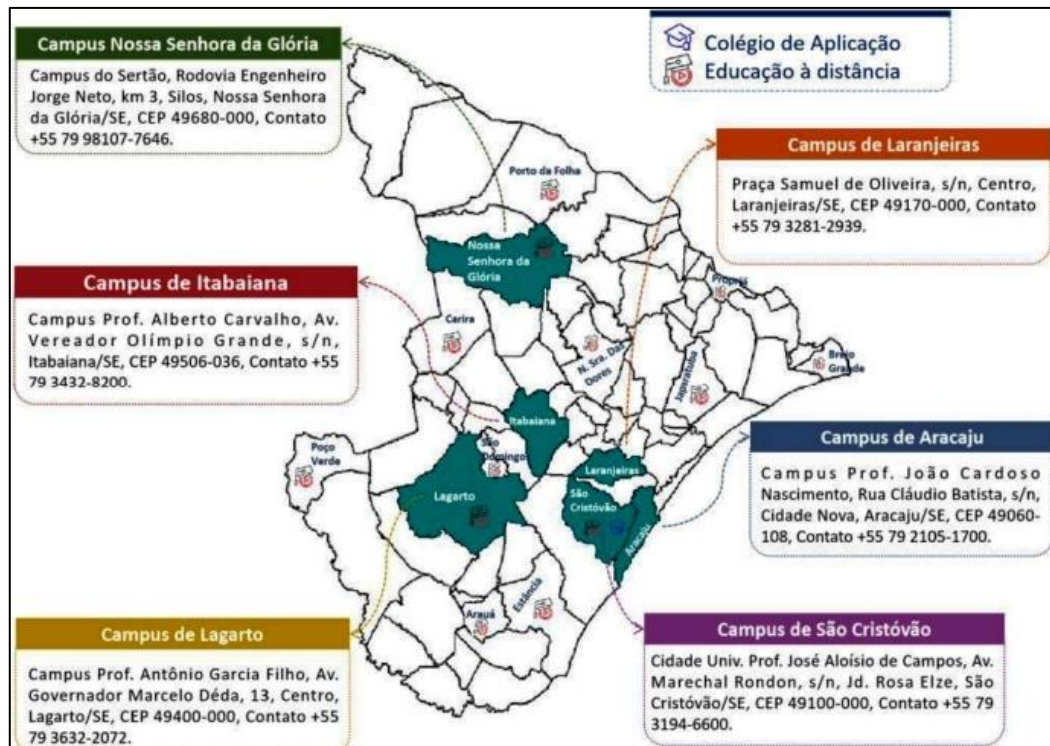 Campus Nossa Senhora da Glória
Campus do Sertão, Rodovia Engenheiro
Jorge Neto, km 3, Silos, Nossa Senhora
da Glória/SE, CEP 49680-000, Contato
+55 79 98107-7646.
Colégio de Aplicação
Educação à distância
Campus de Laranjeiras
Praça Samuel de Oliveira, s/n, Centro,
Laranjeiras/SE, CEP 49170-000, Contato
+55 79 3281-2939.
Porto da Folha
Nossa
Senhora da
Glória
Campus de Itabaiana
Campus Prof. Alberto Carvalho, Av.
Vereador Olímpio Grande, s/n,
Itabaiana/SE, CEP 49506-036, Contato +55
79 3432-8200.
Propriá
Carira
N. Sra. Das
Dores
Japaratuba
Brejo
Grande
Itabaiana
São
Domingos
Poço
Verde
Lagarto
Laranjeiras
São
Cristóvão
Aracaju
Campus de Aracaju
Campus Prof. João Cardoso
Nascimento, Rua Cláudio Batista, s/n,
Cidade Nova, Aracaju/SE, CEP 49060-
108, Contato +55 79 2105-1700.
Arauá
Estância
Campus de Lagarto
Campus Prof. Antônio Garcia Filho, Av.
Governador Marcelo Déda, 13, Centro,
Lagarto/SE, CEP 49400-000, Contato +55
79 3632-2072.
Campus de São Cristóvão
Cidade Univ. Prof. José Aloísio de Campos, Av.
Marechal Rondon, s/n, Jd. Rosa Elze, São
Cristóvão/SE, CEP 49100-000, Contato +55 79
3194-6600.